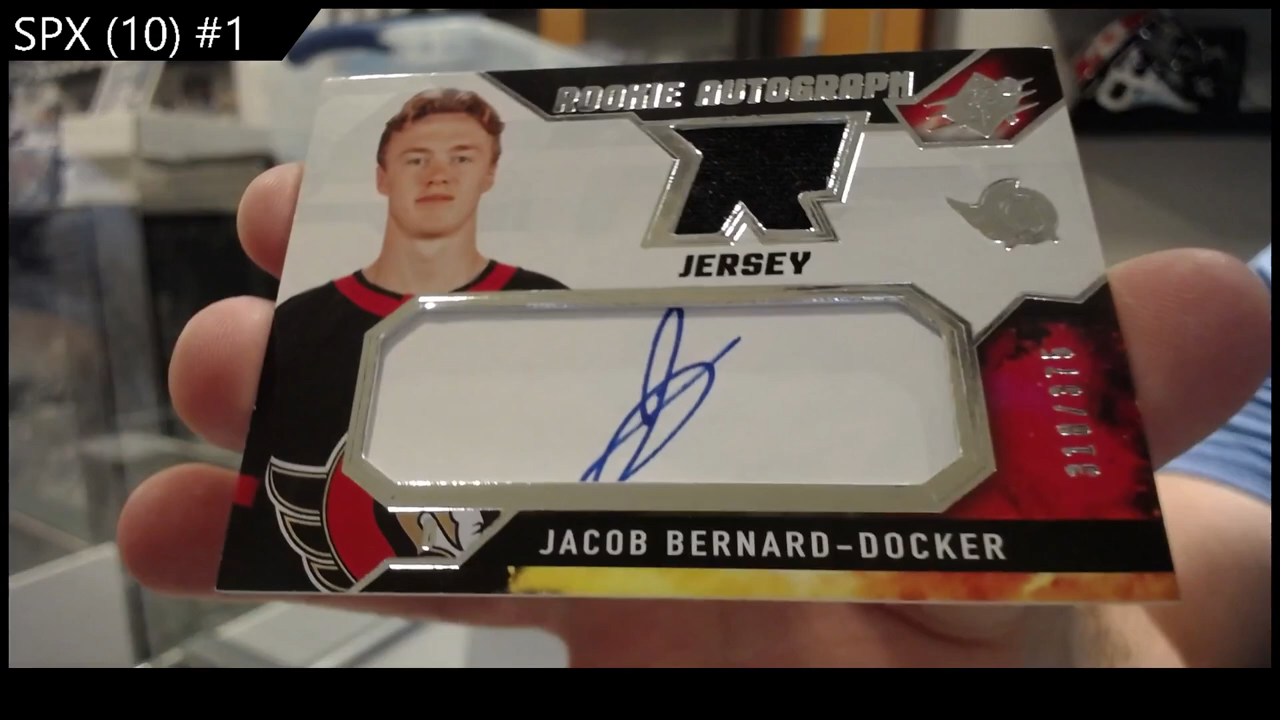 SPX (10) #1
ROOKIE AUTOGRAPH
JERSEY
JACOB BERNARD-DOCKER